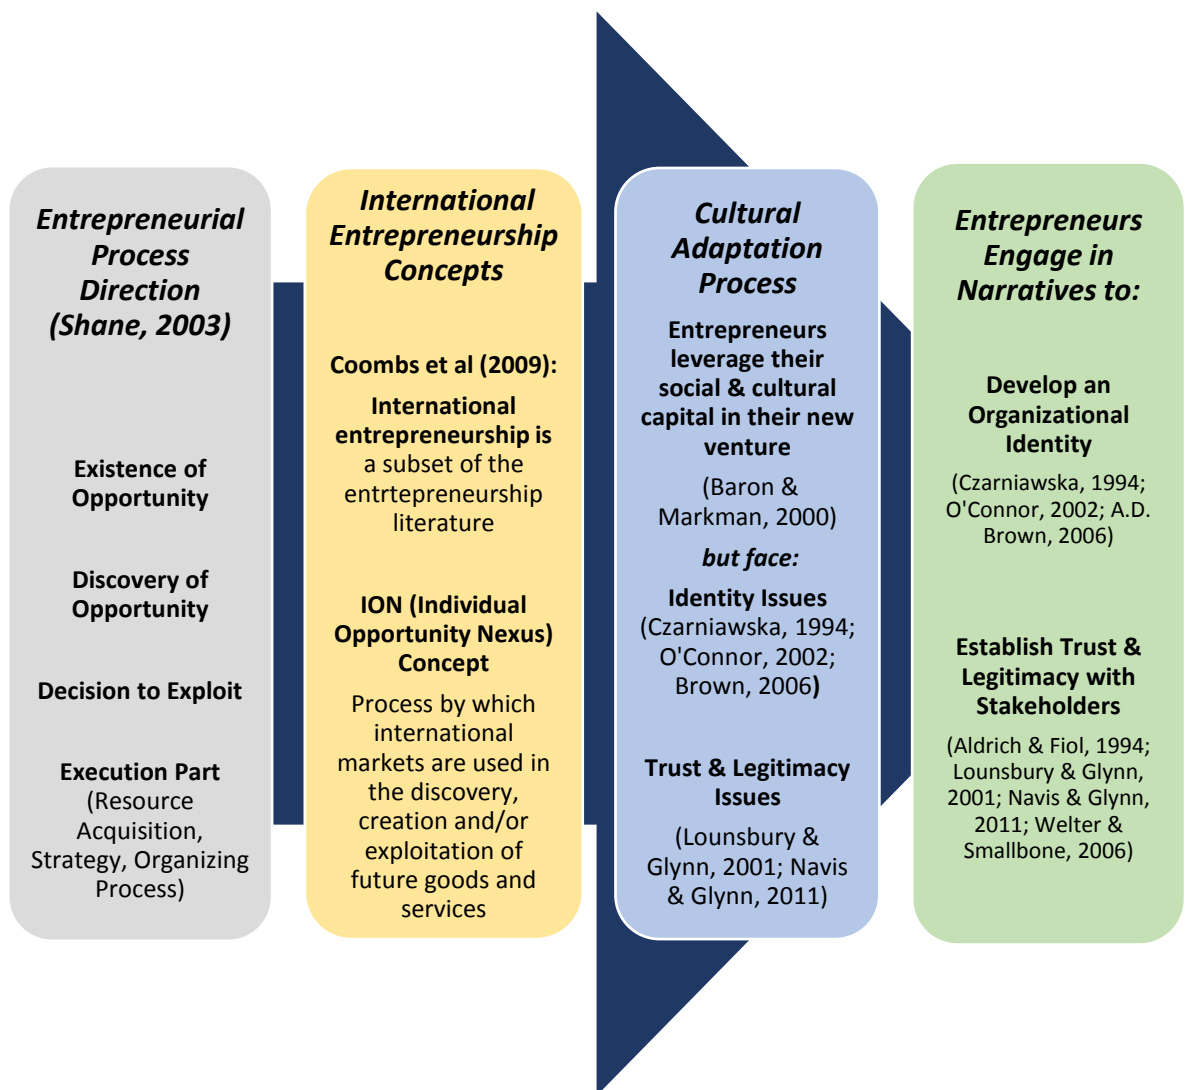 Entrepreneurial
Process
Direction
(Shane, 2003)
Existence of
Opportunity
Discovery of
Opportunity
Decision to Exploit
Execution Part
(Resource
Acquisition,
Strategy, Organizing
Process)
International
Entrepreneurship
Concepts
Coombs et al (2009):
International
entrepreneurship is
a subset of the
entrtepreneurship
literature
ION (Individual
Opportunity Nexus)
Concept
Process by which
international
markets are used in
the discovery,
creation and/or
exploitation of
future goods and
services
Cultural
Adaptation
Process
Entrepreneurs
leverage their
social & cultural
capital in their new
venture
(Baron &
Markman, 2000)
but face:
Identity Issues
(Czarniawska, 1994;
O'Connor, 2002;
Brown, 2006)
Trust & Legitimacy
Issues
(Lounsbury &
Glynn, 2001; Navis
& Glynn, 2011)
Entrepreneurs
Engage in
Narratives to:
Develop an
Organizational
Identity
(Czarniawska, 1994;
O'Connor, 2002; A.D.
Brown, 2006)
Establish Trust &
Legitimacy with
Stakeholders
(Aldrich & Fiol, 1994;
Lounsbury & Glynn,
2001; Navis & Glynn,
2011; Welter &
Smallbone, 2006)